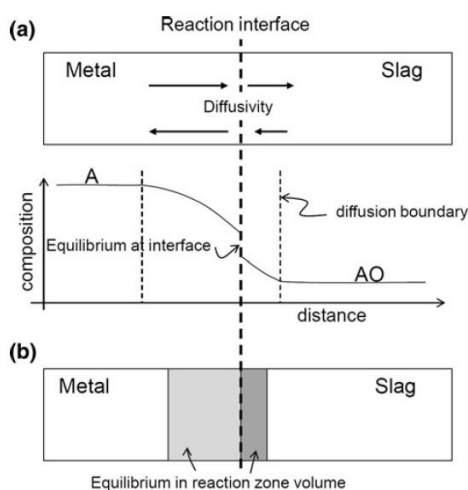 Reaction interface
(a)
Metal
Slag
Diffusivity
A
diffusion boundary
Equilibrium at interface
composition
AO
distance
(b)
Metal
Slag
Equilibrium in reaction zone volume